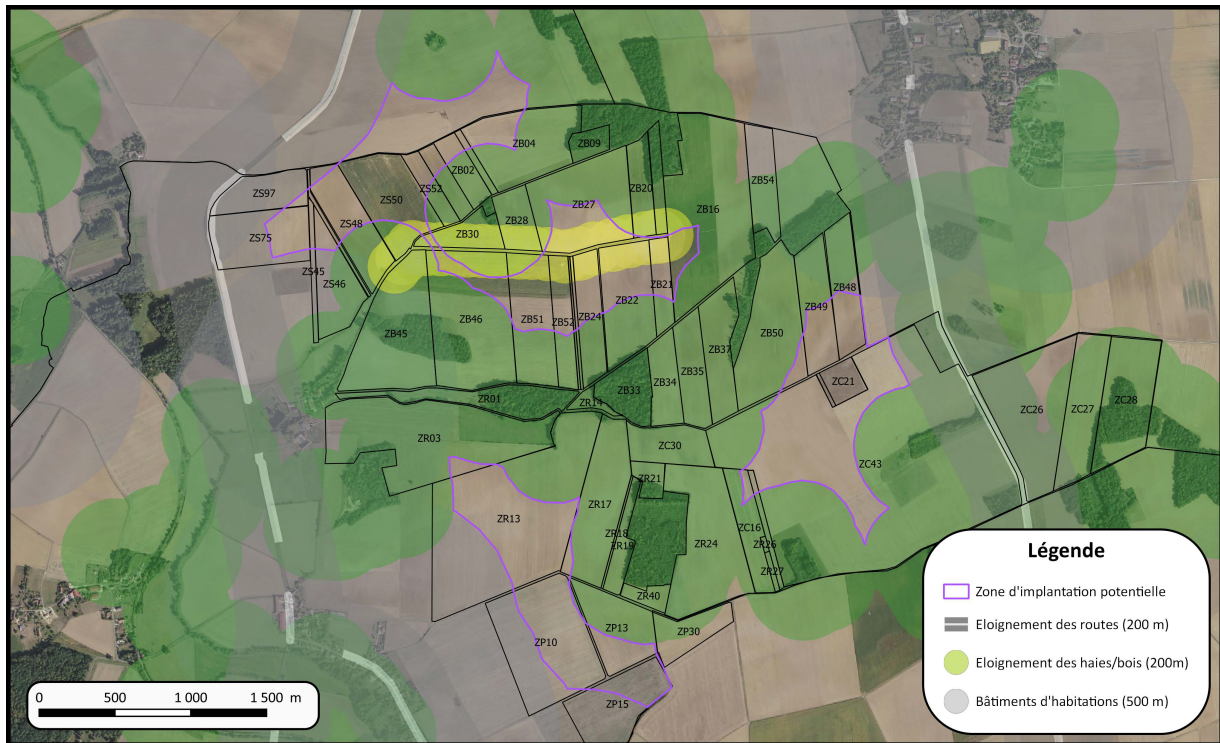 ZB04
ZB09
ZB02
ZS52
ZB20
ZB54
ZS97
ZS50
ZB27
ZB16
ZS48
ZB28
ZB30
ZS75
ZS45
ZS46
ZB21
ZB48
ZB22
ZB49
ZB45
ZB46
ZB51
ZB52
ZB24
ZB50
ZB37
ZB34
ZB35
ZB33
ZC21
ZR01
ZR14
ZC26
ZC27
ZC28
ZR03
ZC30
ZC43
ZR21
ZR13
ZR17
ZR18
ZR19
ZR24
ZC16
ZR26
ZR27
ZR40
ZP10
ZP13
ZP30
ZP15
0 500 1 000 1 500 m
Légende
Zone d'implantation potentielle
Eloignement des routes (200 m)
Eloignement des haies/bois (200m)
Bâtiments d'habitations (500 m)